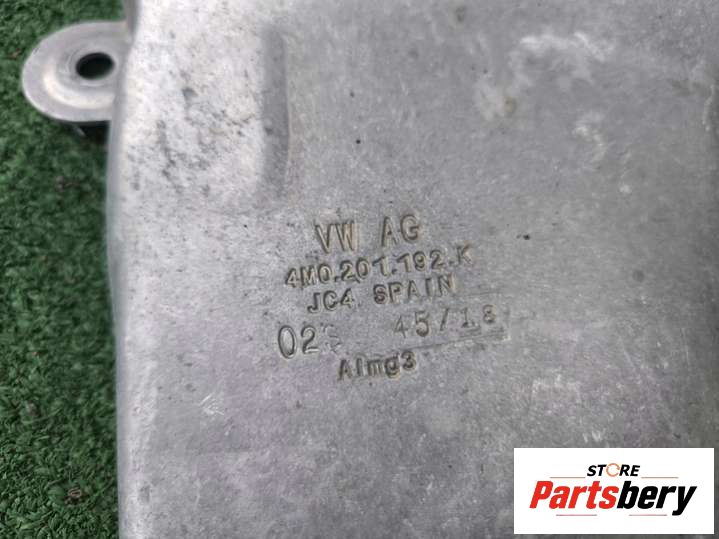 VW AG
4M0.201.192.K
JC4 SPAIN
02 45/18
Almg3
STORE
Partsbery